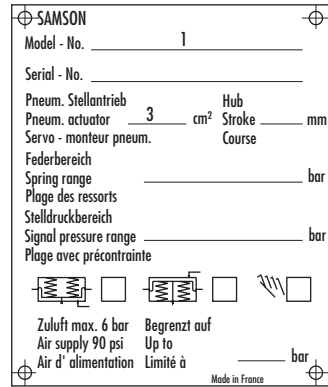 SAMSON
Model - No. 1
Serial - No.
Pneum. Stellantrieb Hub
Pneum. actuator 3 cm² Stroke mm
Servo - monteur pneum. Course
Federbereich
Spring range bar
Plage des ressorts
Stelldruckbereich
Signal pressure range bar
Plage avec précontrainte
Zuluft max. 6 bar Begrenzt auf
Air supply 90 psi Up to
Air d' alimentation Limité à bar
Made in France